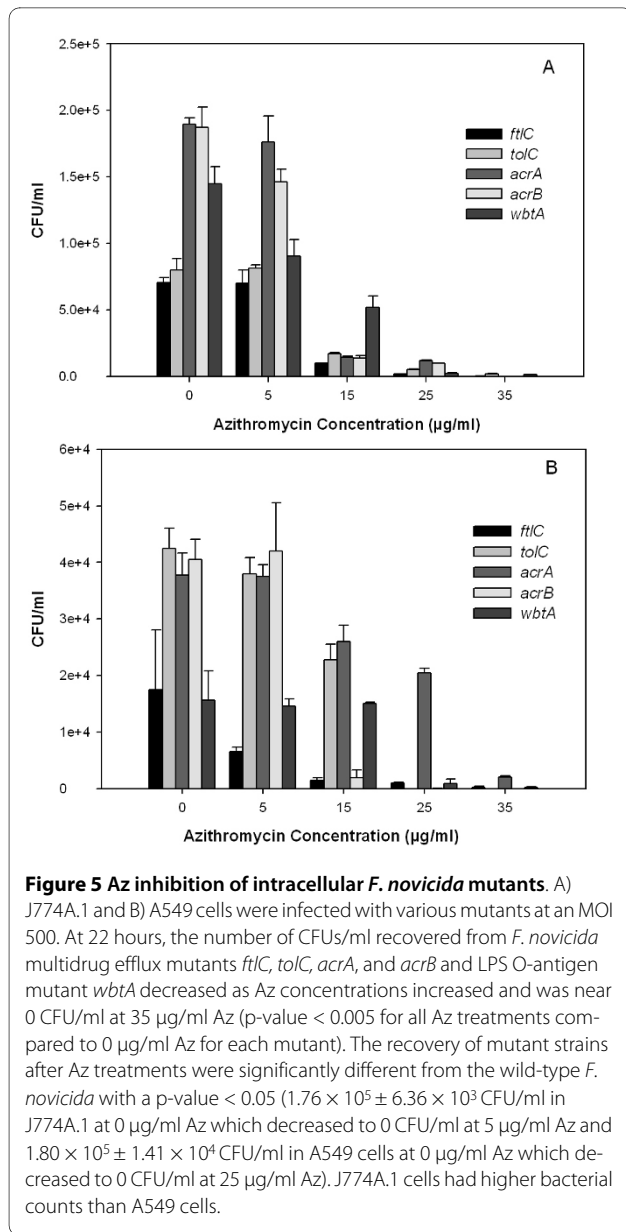 A
2.5e+5
2.0e+5
1.5e+5
1.0e+5
5.0e+4
0.0
CFU/ml
ftlC
tolC
acrA
acrB
wbtA
0 5 15 25 35
Azithromycin Concentration (µg/ml)
B
6e+4
5e+4
4e+4
3e+4
2e+4
1e+4
0
CFU/ml
ftlC
tolC
acrA
acrB
wbtA
0 5 15 25 35
Azithromycin Concentration (µg/ml)
Figure 5 Az inhibition of intracellular F. novicida mutants. A)
J774A.1 and B) A549 cells were infected with various mutants at an MOI
500. At 22 hours, the number of CFUs/ml recovered from F. novicida
multidrug efflux mutants ftlC, tolC, acrA, and acrB and LPS O-antigen
mutant wbtA decreased as Az concentrations increased and was near
0 CFU/ml at 35 µg/ml Az (p-value < 0.005 for all Az treatments com-
pared to 0 µg/ml Az for each mutant). The recovery of mutant strains
after Az treatments were significantly different from the wild-type F.
novicida with a p-value < 0.05 (1.76 × 10⁵ ± 6.36 × 10³ CFU/ml in
J774A.1 at 0 µg/ml Az which decreased to 0 CFU/ml at 5 µg/ml Az and
1.80 × 10⁵ ± 1.41 × 10⁴ CFU/ml in A549 cells at 0 µg/ml Az which de-
creased to 0 CFU/ml at 25 µg/ml Az). J774A.1 cells had higher bacterial
counts than A549 cells.